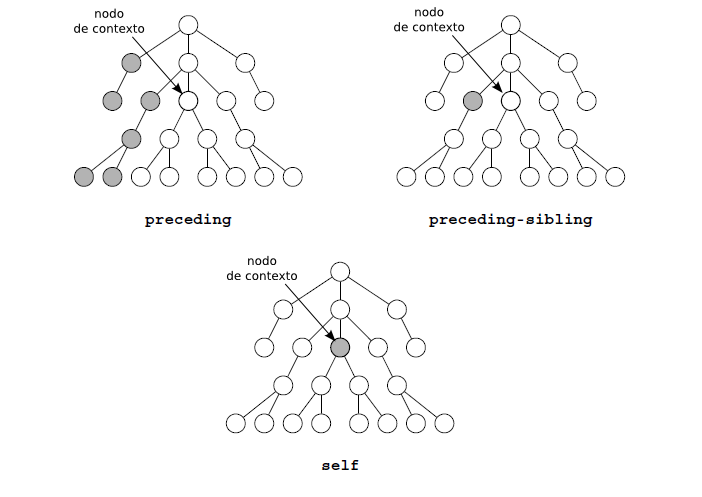 nodo
de contexto
nodo
de contexto
preceding
preceding-sibling
nodo
de contexto
self